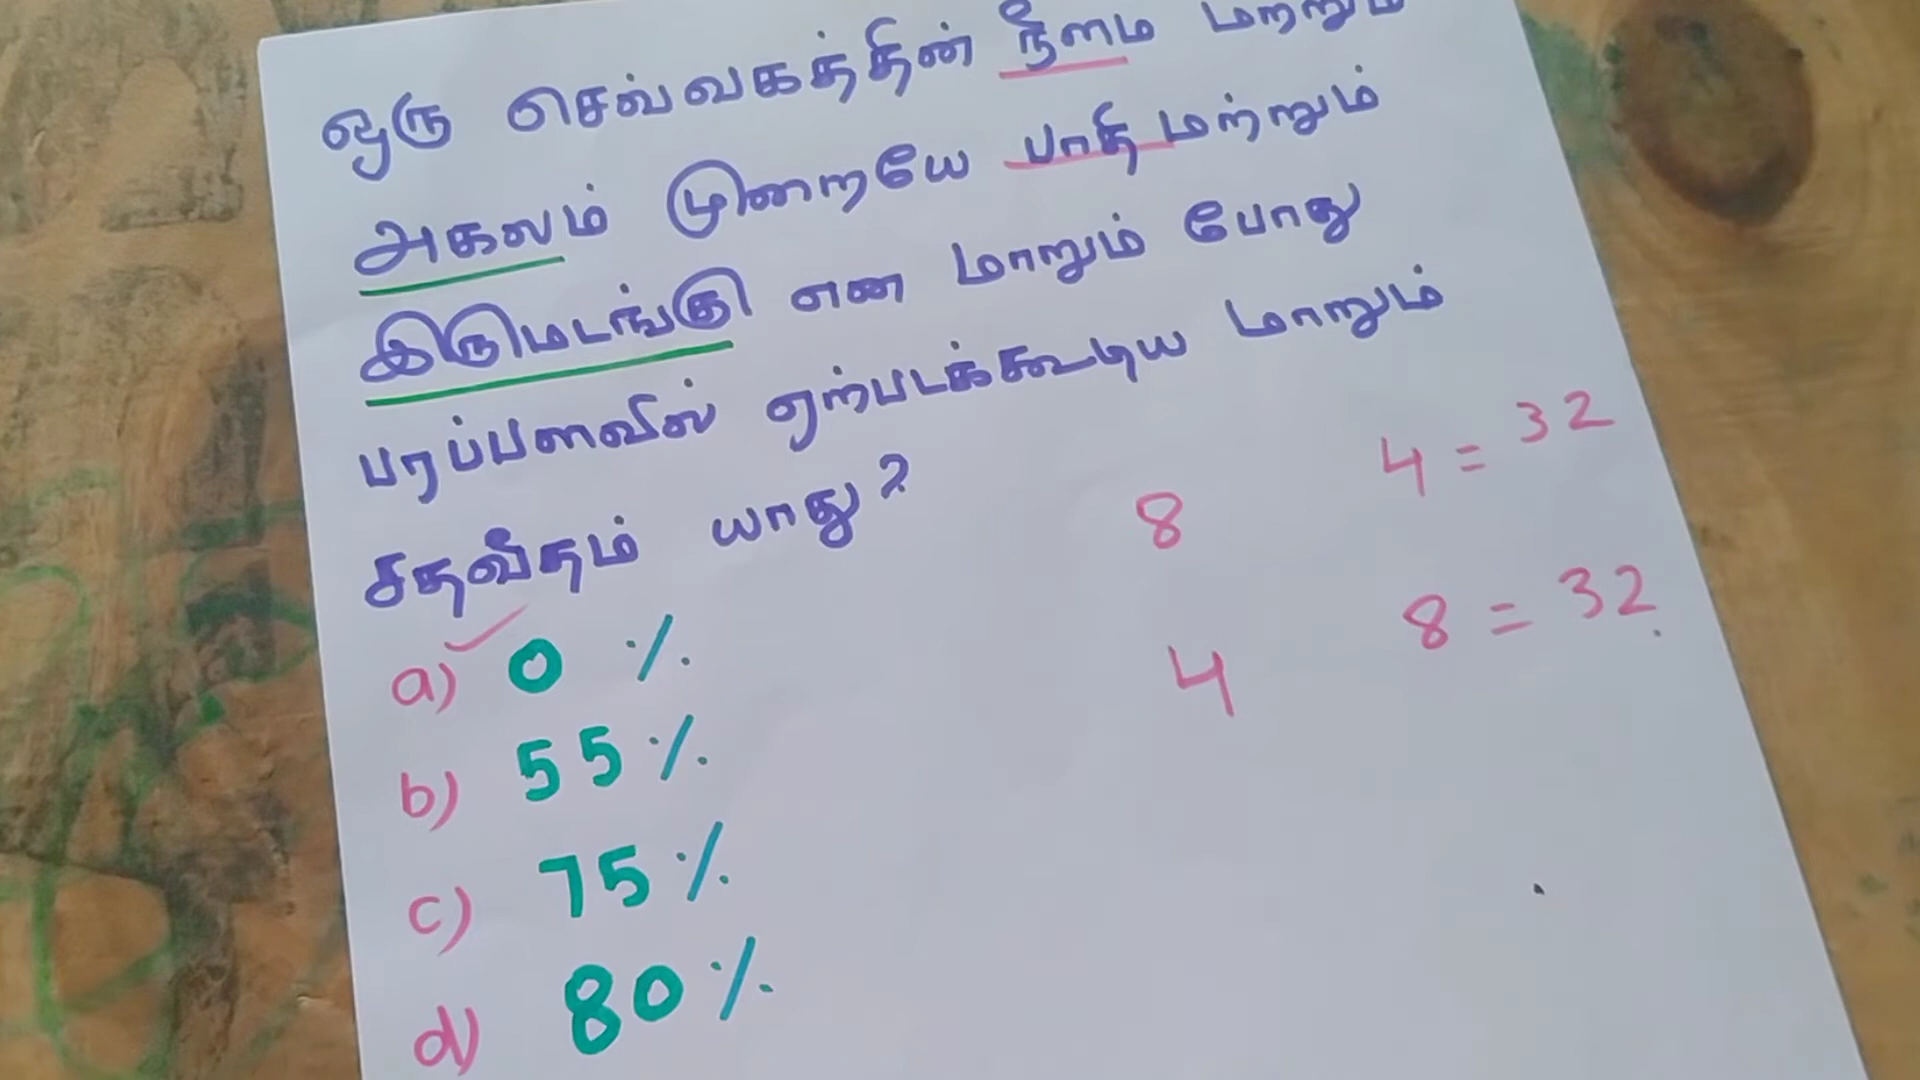 ஒரு செவ்வகத்தின் நீளம் மற்றும்
அகலம் முறையே பாதி மற்றும்
இருமடங்கு என மாறும் போது
பரப்பளவில் ஏற்படக்கூடிய மாறும்
சதவீதம் யாது?
8 4 = 32
4 8 = 32
a) 0 %
b) 55 %
c) 75 %
d) 80 %